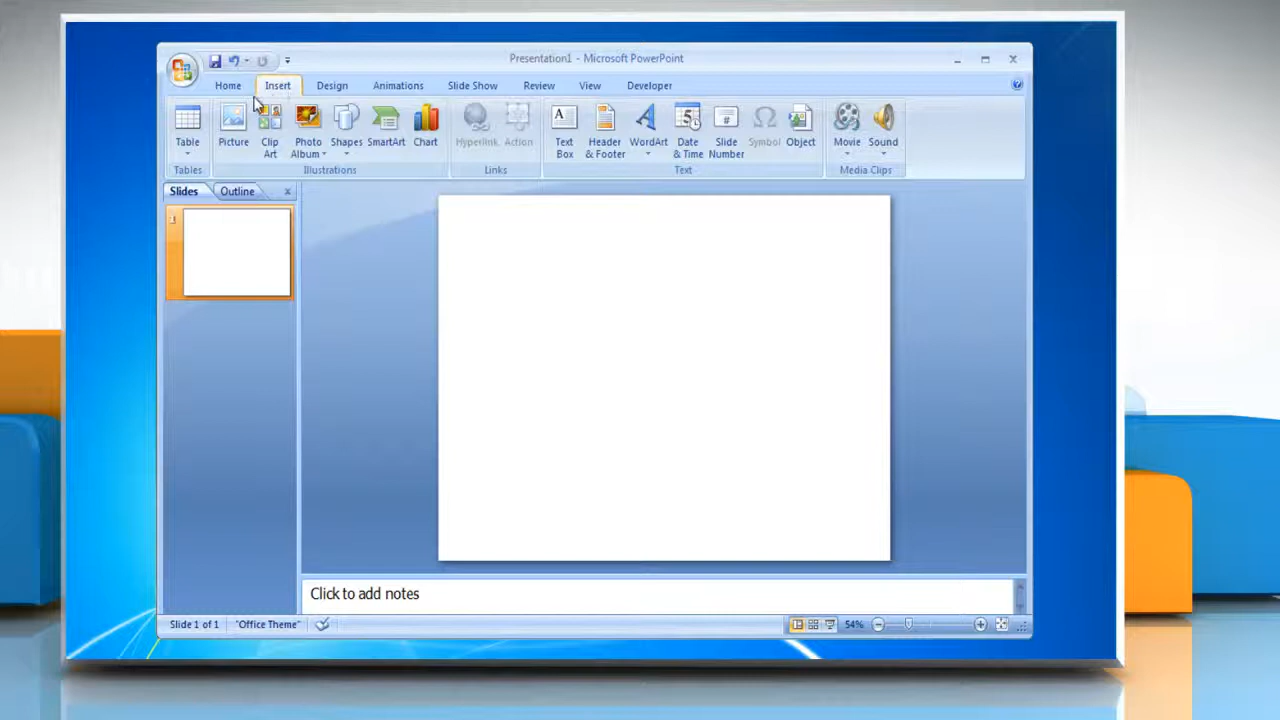 Presentation1 - Microsoft PowerPoint
Home Insert Design Animations Slide Show Review View Developer
Table Picture Clip Art Photo Album Shapes SmartArt Chart Hyperlink Action Text Box Header & Footer WordArt Date & Time Slide Number Symbol Object Movie Sound
Tables Illustrations Links Text Media Clips
Slides Outline
1
Click to add notes
Slide 1 of 1 "Office Theme" 54%